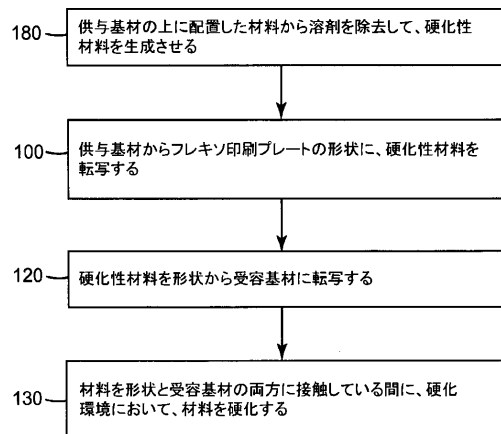 180
供与基材の上に配置した材料から溶剤を除去して、硬化性
材料を生成させる
100
供与基材からフレキソ印刷プレートの形状に、硬化性材料を
転写する
120
硬化性材料を形状から受容基材に転写する
130
材料を形状と受容基材の両方に接触している間に、硬化
環境において、材料を硬化する